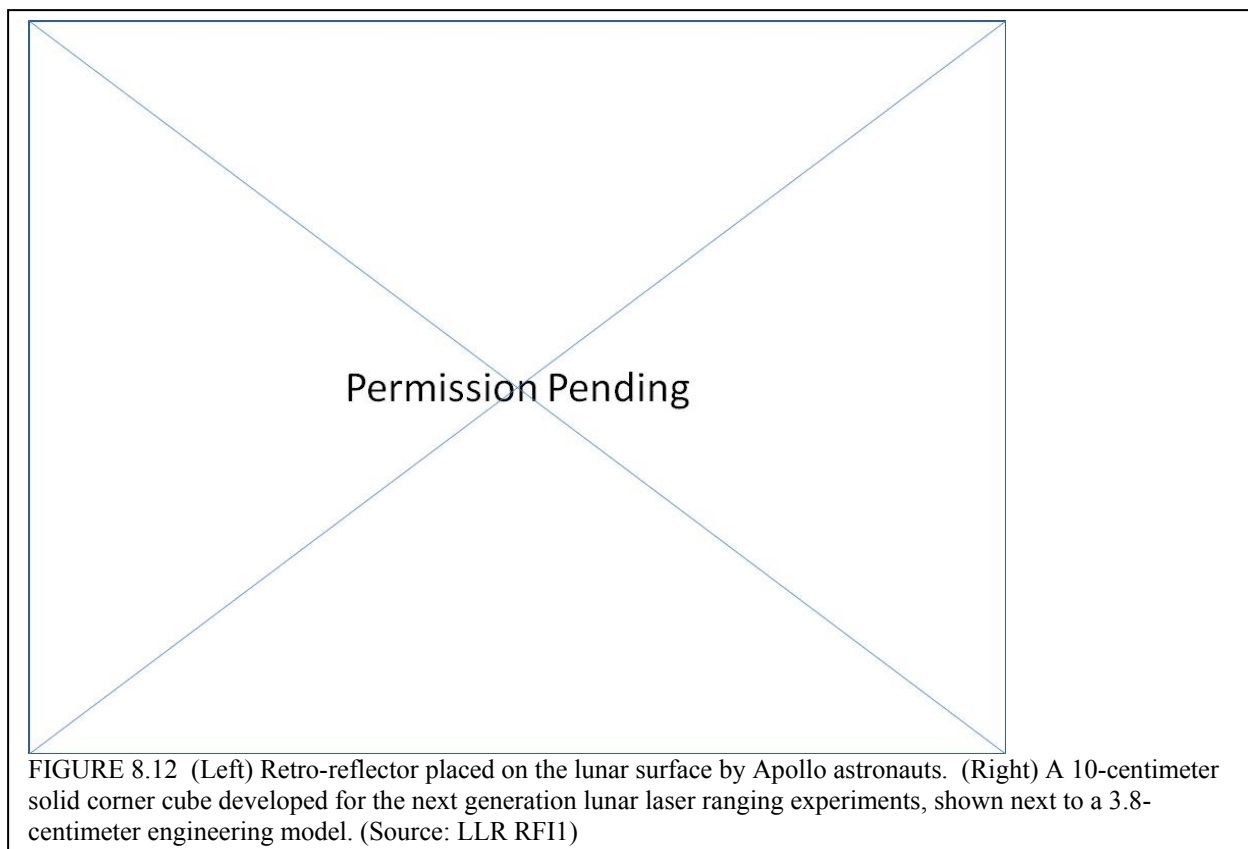 Permission Pending
FIGURE 8.12  (Left) Retro-reflector placed on the lunar surface by Apollo astronauts.  (Right) A 10-centimeter
solid corner cube developed for the next generation lunar laser ranging experiments, shown next to a 3.8-
centimeter engineering model. (Source: LLR RFI1)